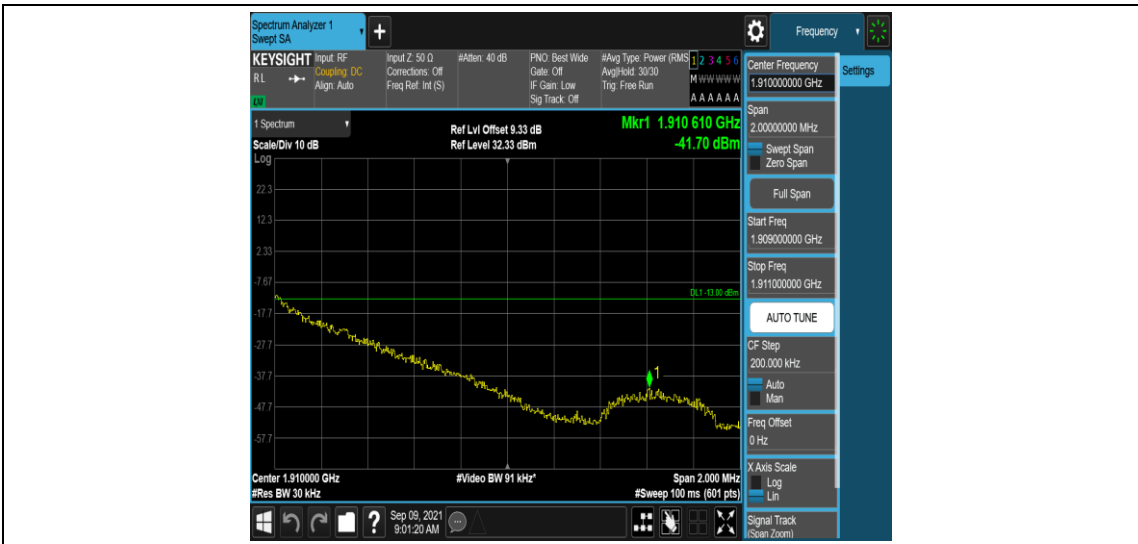 Spectrum Analyzer 1
Swept SA
+
Frequency
KEYSIGHT
RL
LXI
Input: RF
Coupling: DC
Align: Auto
Input Z: 50 Ω
Corrections: Off
Freq Ref: Int (S)
#Atten: 40 dB
PNO: Best Wide
Gate: Off
IF Gain: Low
Sig Track: Off
#Avg Type: Power (RMS
Avg|Hold: 30/30
Trig: Free Run
1 2 3 4 5 6
M W W W W W
A A A A A A
Center Frequency
1.910000000 GHz
Settings
Span
2.00000000 MHz
Swept Span
Zero Span
Full Span
Start Freq
1.909000000 GHz
Stop Freq
1.911000000 GHz
AUTO TUNE
CF Step
200.000 kHz
Auto
Man
Freq Offset
0 Hz
X Axis Scale
Log
Lin
Signal Track
(Span Zoom)
1 Spectrum
Scale/Div 10 dB
Ref Lvl Offset 9.33 dB
Ref Level 32.33 dBm
Mkr1 1.910 610 GHz
-41.70 dBm
Log
22.3
12.3
2.33
-7.67
DL1 -13.00 dBm
-17.7
-27.7
-37.7
1
-47.7
-57.7
Center 1.910000 GHz
#Video BW 91 kHz*
Span 2.000 MHz
#Res BW 30 kHz
#Sweep 100 ms (601 pts)
?
Sep 09, 2021
9:01:20 AM